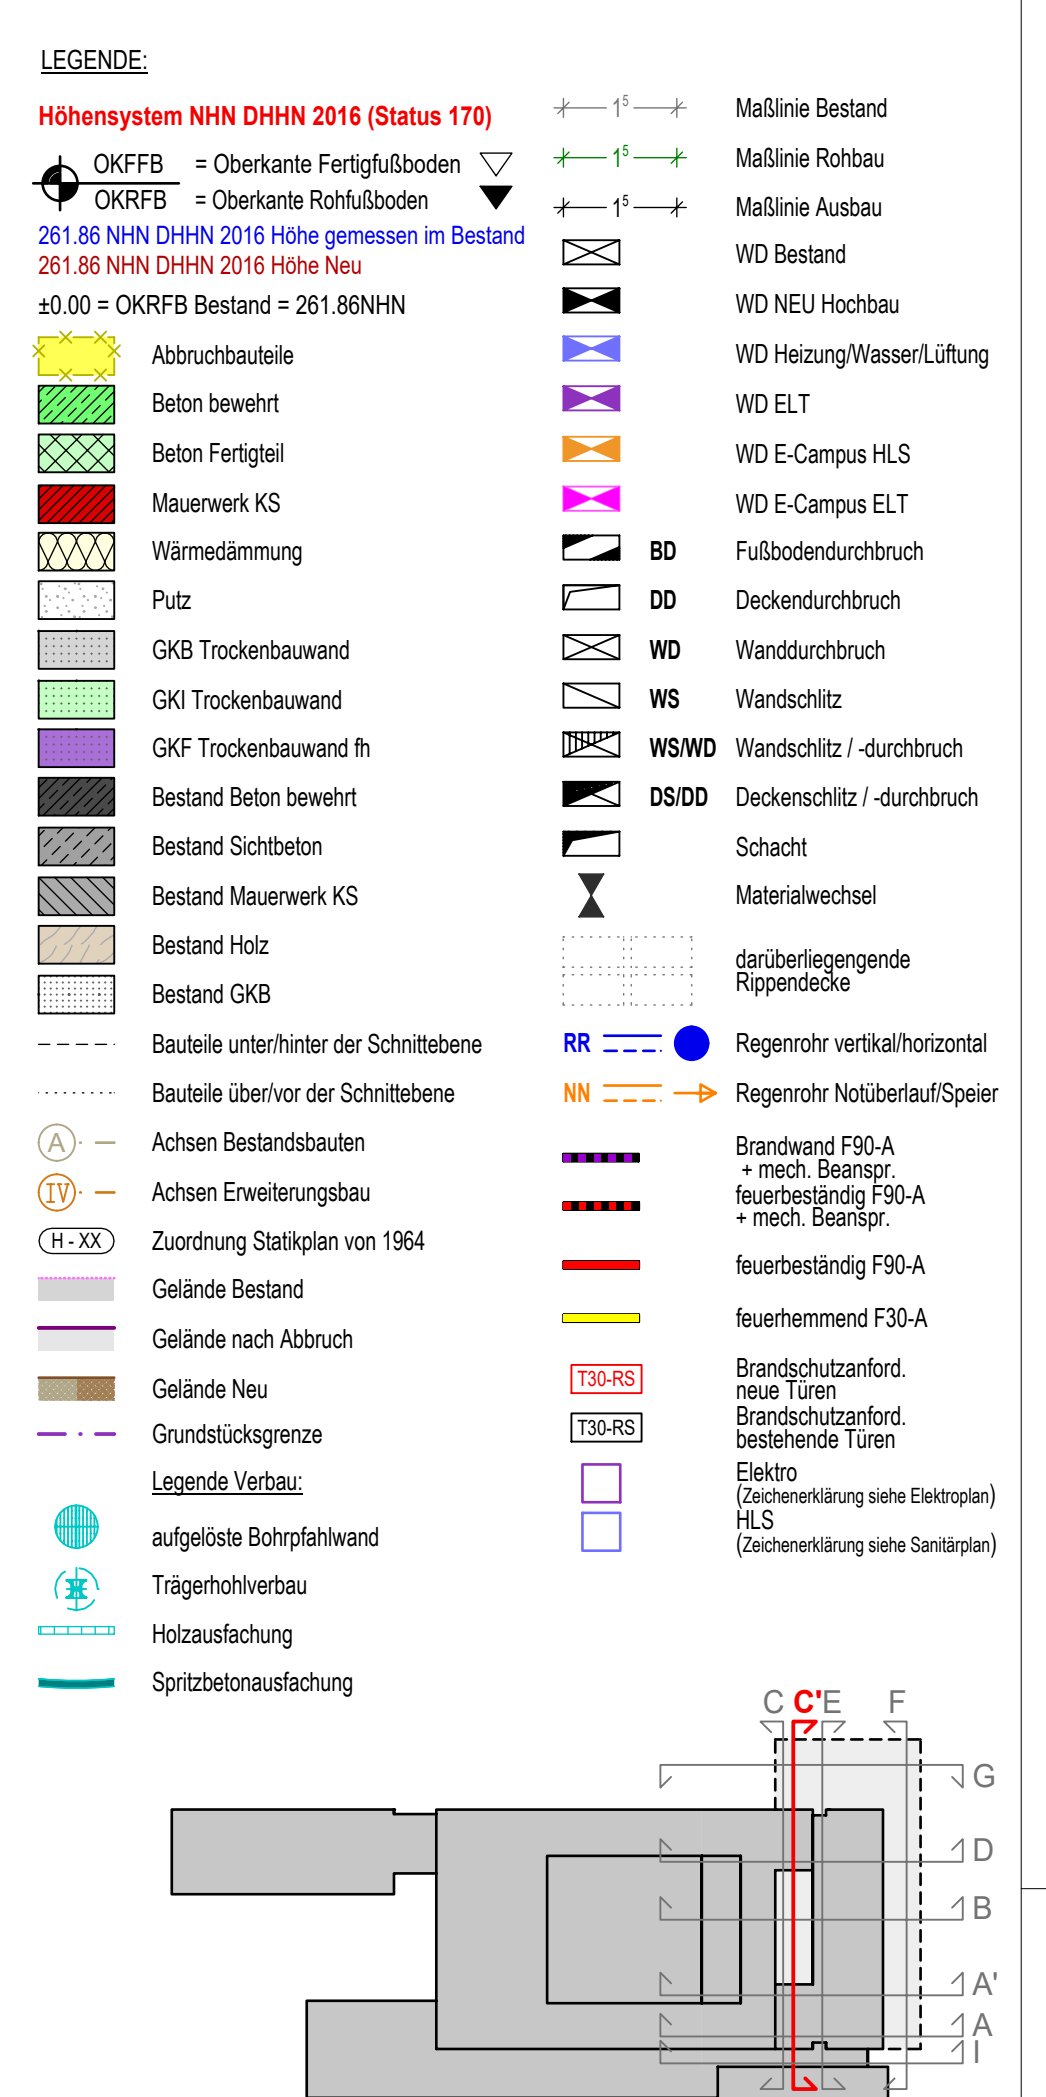 LEGENDE:
Höhensystem NHN DHHN 2016 (Status 170)
OKFFB = Oberkante Fertigfußboden
OKRFB = Oberkante Rohfußboden
261.86 NHN DHHN 2016 Höhe gemessen im Bestand
261.86 NHN DHHN 2016 Höhe Neu
±0.00 = OKRFB Bestand = 261.86NHN
Abbruchbauteile
Beton bewehrt
Beton Fertigteil
Mauerwerk KS
Wärmedämmung
Putz
GKB Trockenbauwand
GKI Trockenbauwand
GKF Trockenbauwand fh
Bestand Beton bewehrt
Bestand Sichtbeton
Bestand Mauerwerk KS
Bestand Holz
Bestand GKB
Bauteile unter/hinter der Schnittebene
Bauteile über/vor der Schnittebene
A Achsen Bestandsbauten
IV Achsen Erweiterungsbau
H - XX Zuordnung Statikplan von 1964
Gelände Bestand
Gelände nach Abbruch
Gelände Neu
Grundstücksgrenze
Legende Verbau:
aufgelöste Bohrpfahlwand
Trägerhohlverbau
Holzausfachung
Spritzbetonausfachung
1⁵ Maßlinie Bestand
1⁵ Maßlinie Rohbau
1⁵ Maßlinie Ausbau
WD Bestand
WD NEU Hochbau
WD Heizung/Wasser/Lüftung
WD ELT
WD E-Campus HLS
WD E-Campus ELT
BD Fußbodendurchbruch
DD Deckendurchbruch
WD Wanddurchbruch
WS Wandschlitz
WS/WD Wandschlitz / -durchbruch
DS/DD Deckenschlitz / -durchbruch
Schacht
Materialwechsel
darüberliegengende
Rippendecke
RR Regenrohr vertikal/horizontal
NN Regenrohr Notüberlauf/Speier
Brandwand F90-A
+ mech. Beanspr.
feuerbeständig F90-A
+ mech. Beanspr.
feuerbeständig F90-A
feuerhemmend F30-A
T30-RS Brandschutzanford.
neue Türen
T30-RS Brandschutzanford.
bestehende Türen
Elektro
(Zeichenerklärung siehe Elektroplan)
HLS
(Zeichenerklärung siehe Sanitärplan)
C C' E F
G
D
B
A'
A
I